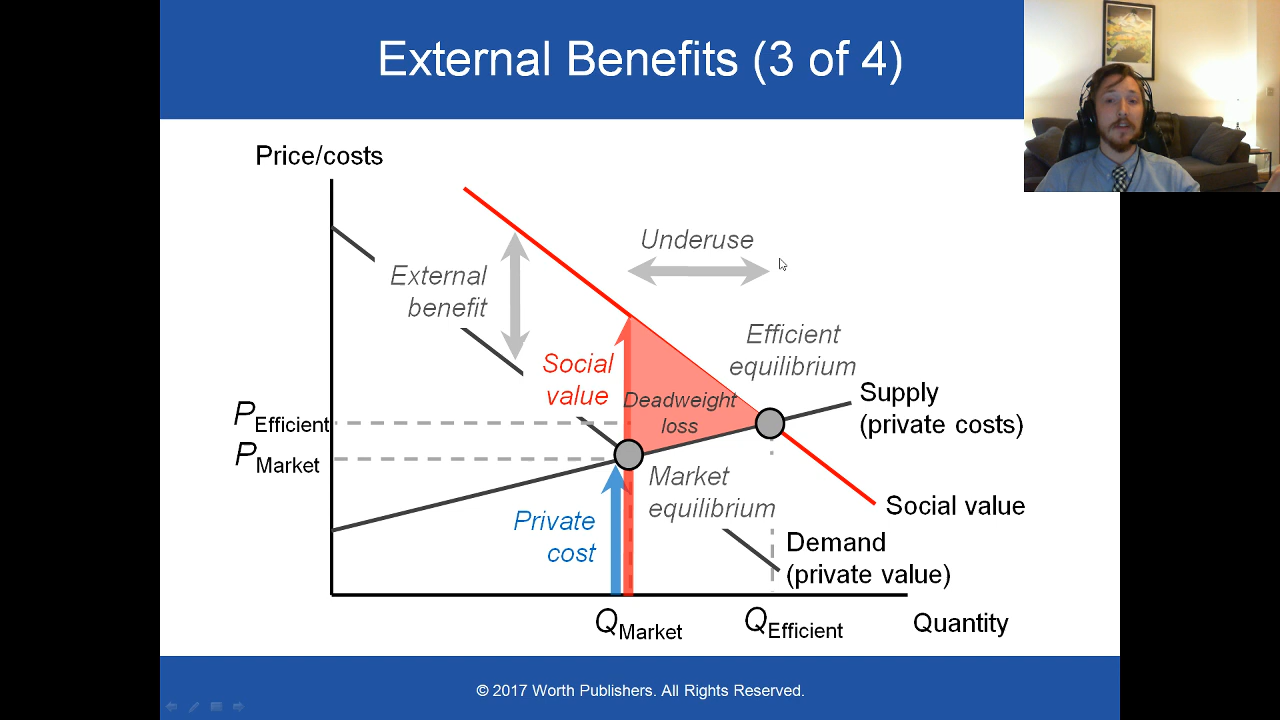 External Benefits (3 of 4)
Price/costs
Underuse
External
benefit
Efficient
equilibrium
Social
value
Deadweight
loss
Supply
(private costs)
P Efficient
P Market
Market
equilibrium
Private
cost
Social value
Demand
(private value)
Q Market
Q Efficient
Quantity
© 2017 Worth Publishers. All Rights Reserved.